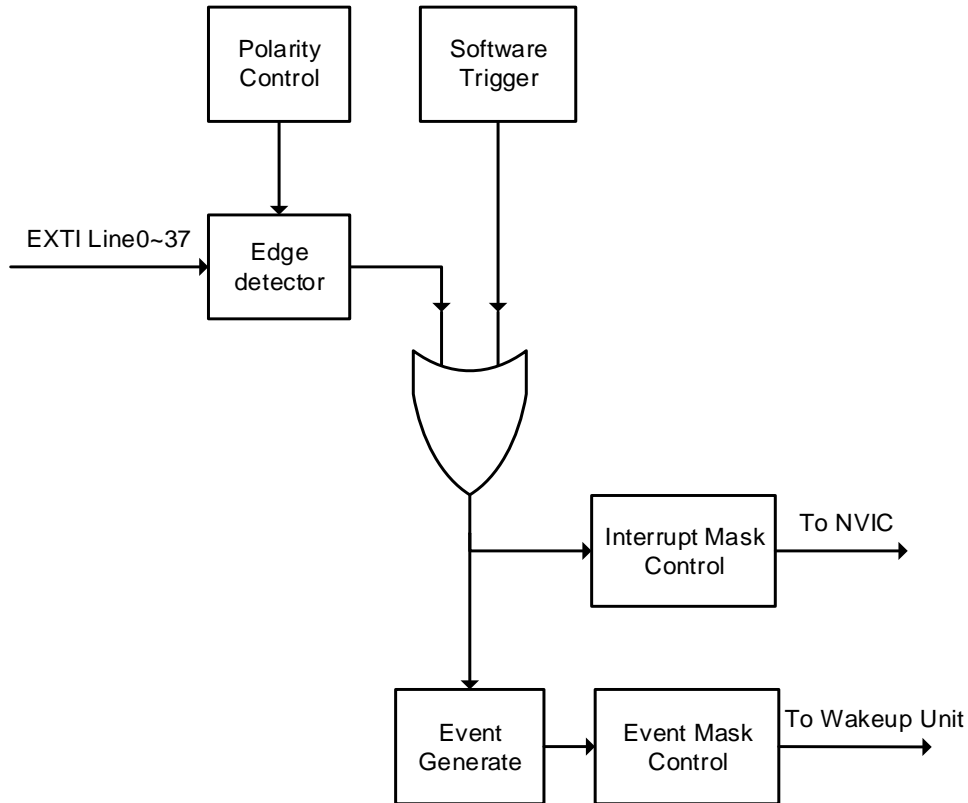 Polarity
Control
Software
Trigger
EXTI Line0~37
Edge
detector
Interrupt Mask
Control
To NVIC
Event
Generate
Event Mask
Control
To Wakeup Unit